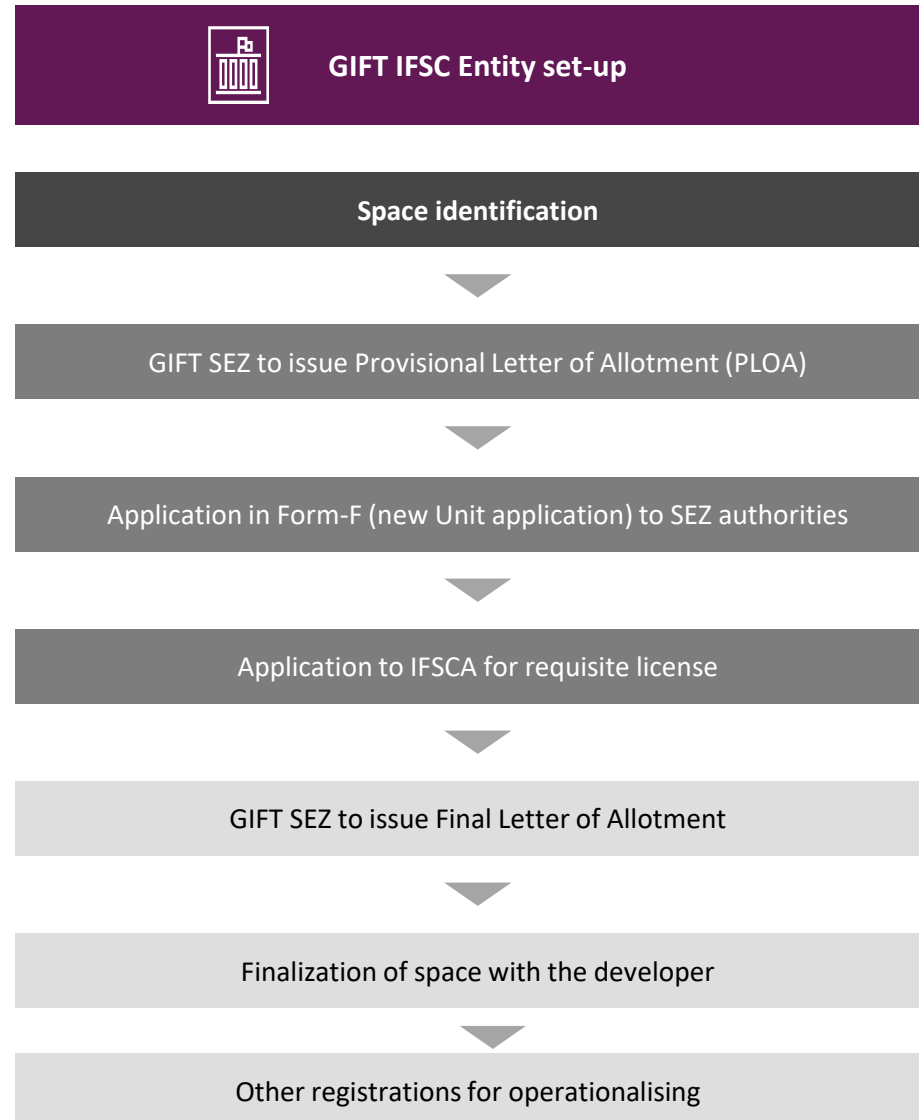 GIFT IFSC Entity set-up
Space identification
GIFT SEZ to issue Provisional Letter of Allotment (PLOA)
Application in Form-F (new Unit application) to SEZ authorities
Application to IFSCA for requisite license
GIFT SEZ to issue Final Letter of Allotment
Finalization of space with the developer
Other registrations for operationalising